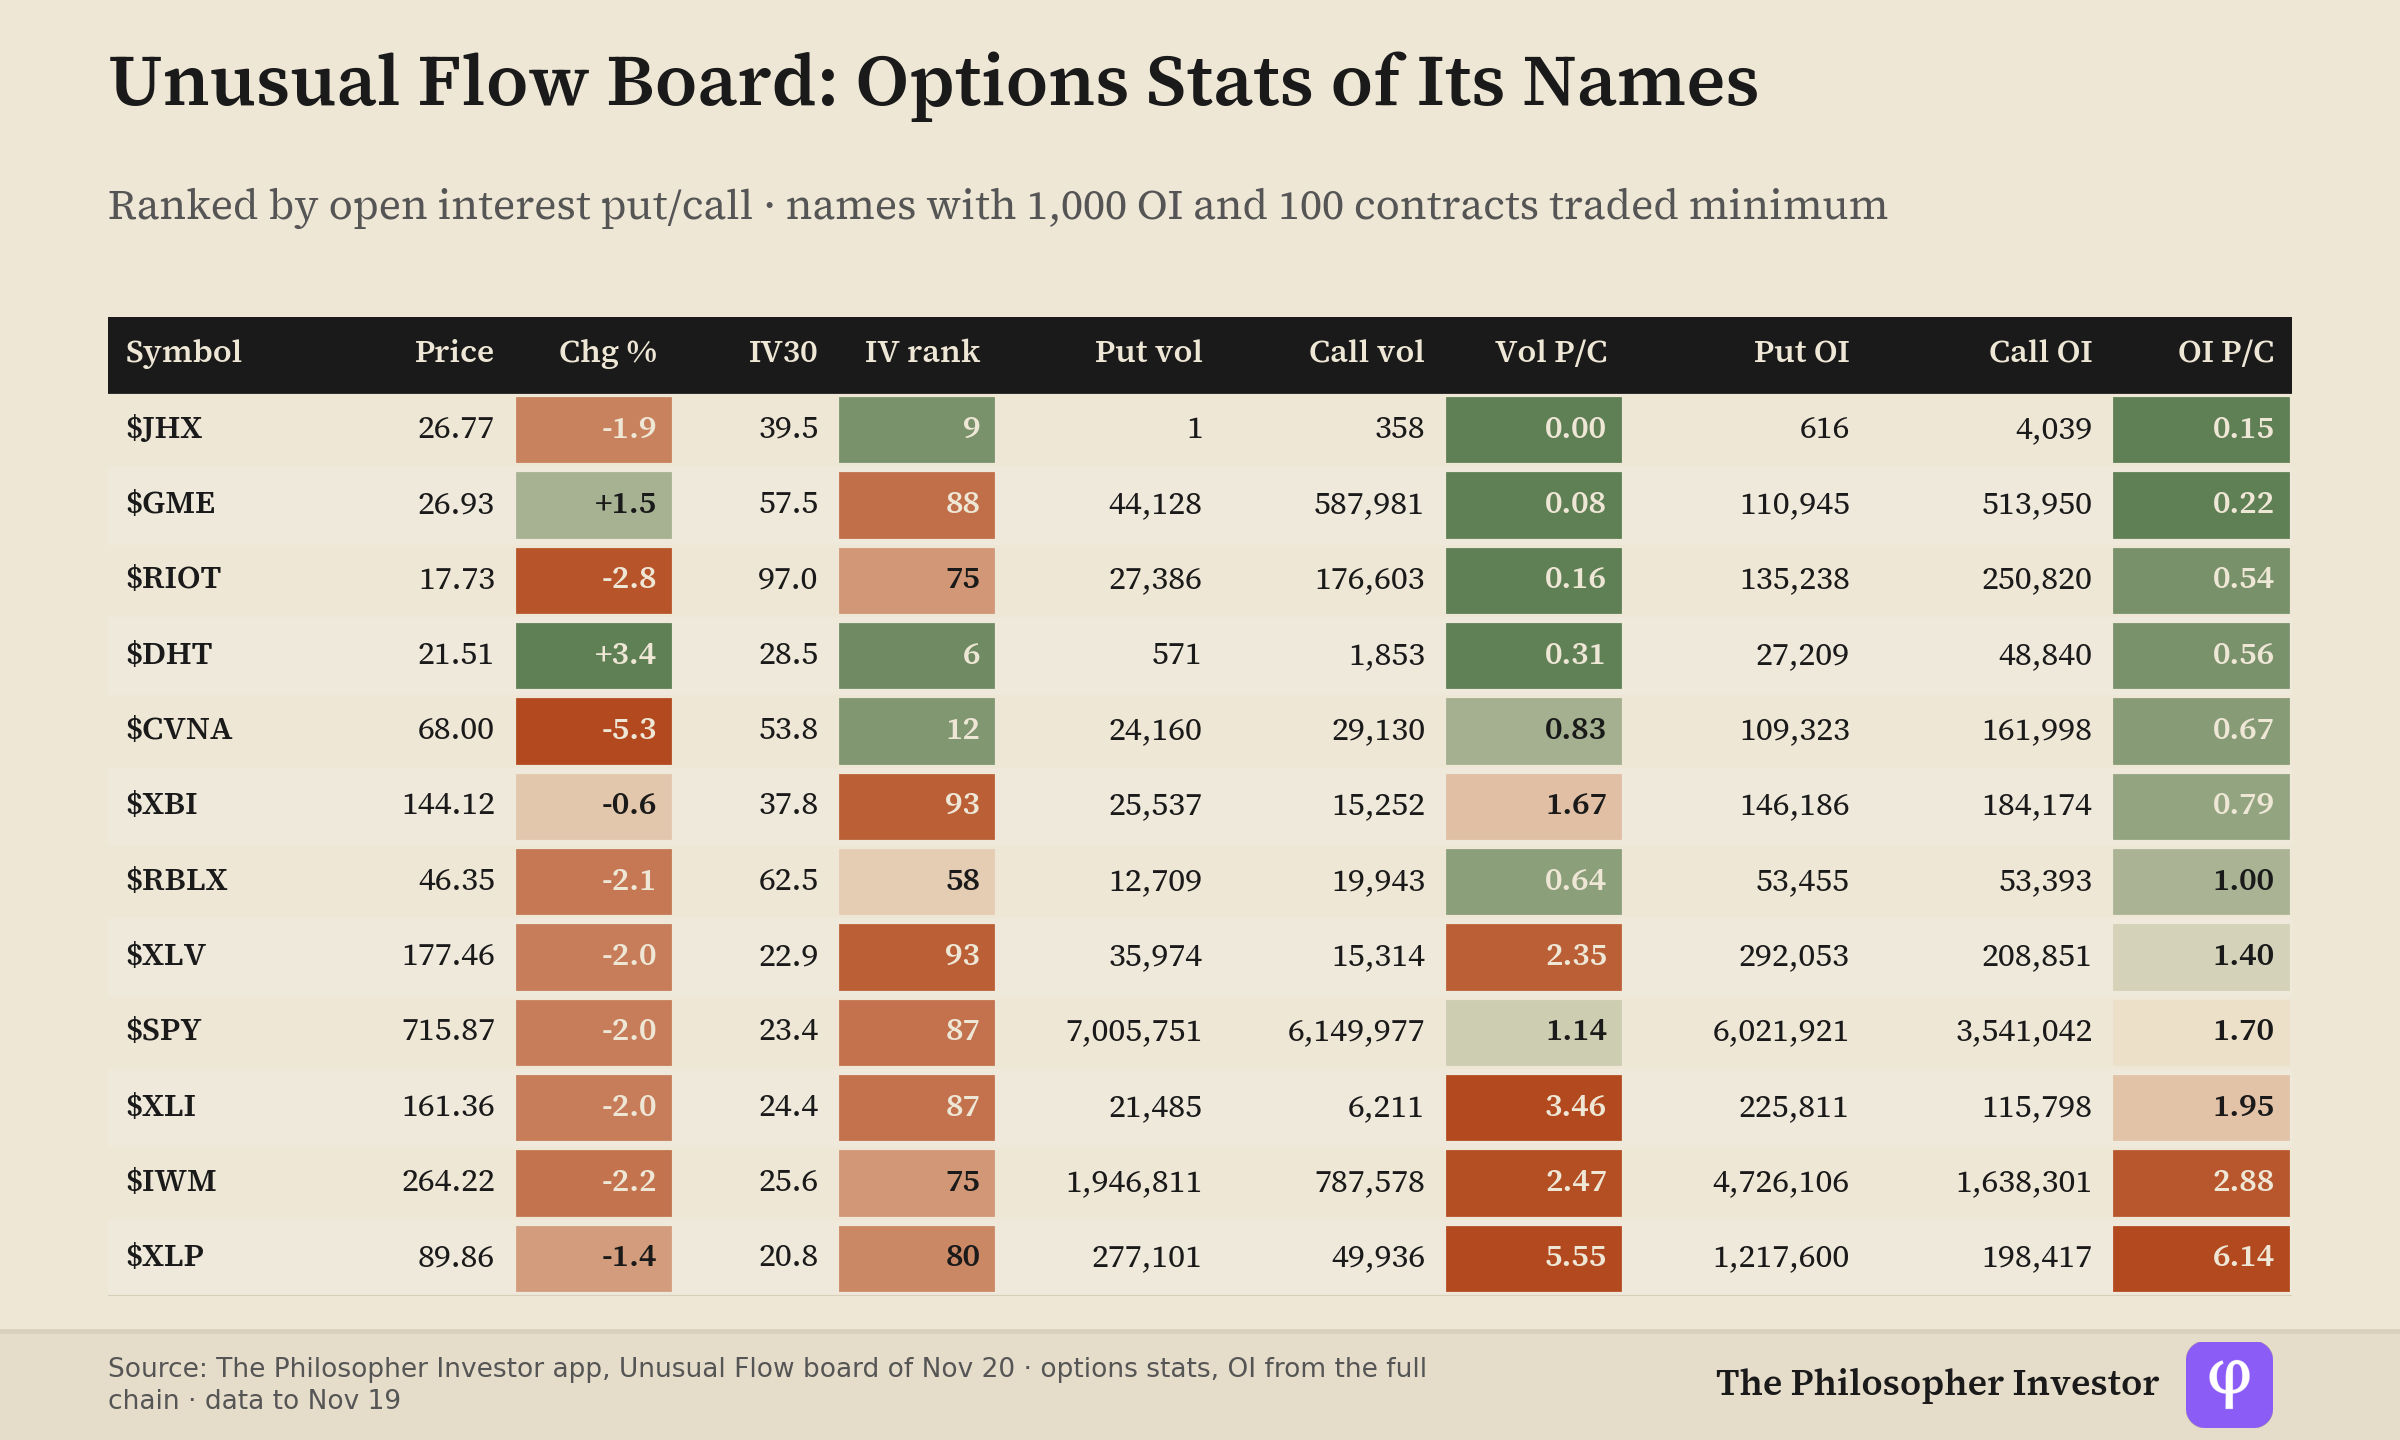 Unusual Flow Board: Options Stats of Its Names
Ranked by open interest put/call · names with 1,000 OI and 100 contracts traded minimum
Symbol Price Chg % IV30 IV rank Put vol Call vol Vol P/C Put OI Call OI OI P/C
$JHX 26.77 -1.9 39.5 9 1 358 0.00 616 4,039 0.15
$GME 26.93 +1.5 57.5 88 44,128 587,981 0.08 110,945 513,950 0.22
$RIOT 17.73 -2.8 97.0 75 27,386 176,603 0.16 135,238 250,820 0.54
$DHT 21.51 +3.4 28.5 6 571 1,853 0.31 27,209 48,840 0.56
$CVNA 68.00 -5.3 53.8 12 24,160 29,130 0.83 109,323 161,998 0.67
$XBI 144.12 -0.6 37.8 93 25,537 15,252 1.67 146,186 184,174 0.79
$RBLX 46.35 -2.1 62.5 58 12,709 19,943 0.64 53,455 53,393 1.00
$XLV 177.46 -2.0 22.9 93 35,974 15,314 2.35 292,053 208,851 1.40
$SPY 715.87 -2.0 23.4 87 7,005,751 6,149,977 1.14 6,021,921 3,541,042 1.70
$XLI 161.36 -2.0 24.4 87 21,485 6,211 3.46 225,811 115,798 1.95
$IWM 264.22 -2.2 25.6 75 1,946,811 787,578 2.47 4,726,106 1,638,301 2.88
$XLP 89.86 -1.4 20.8 80 277,101 49,936 5.55 1,217,600 198,417 6.14
Source: The Philosopher Investor app, Unusual Flow board of Nov 20 · options stats, OI from the full
chain · data to Nov 19
The Philosopher Investor φ